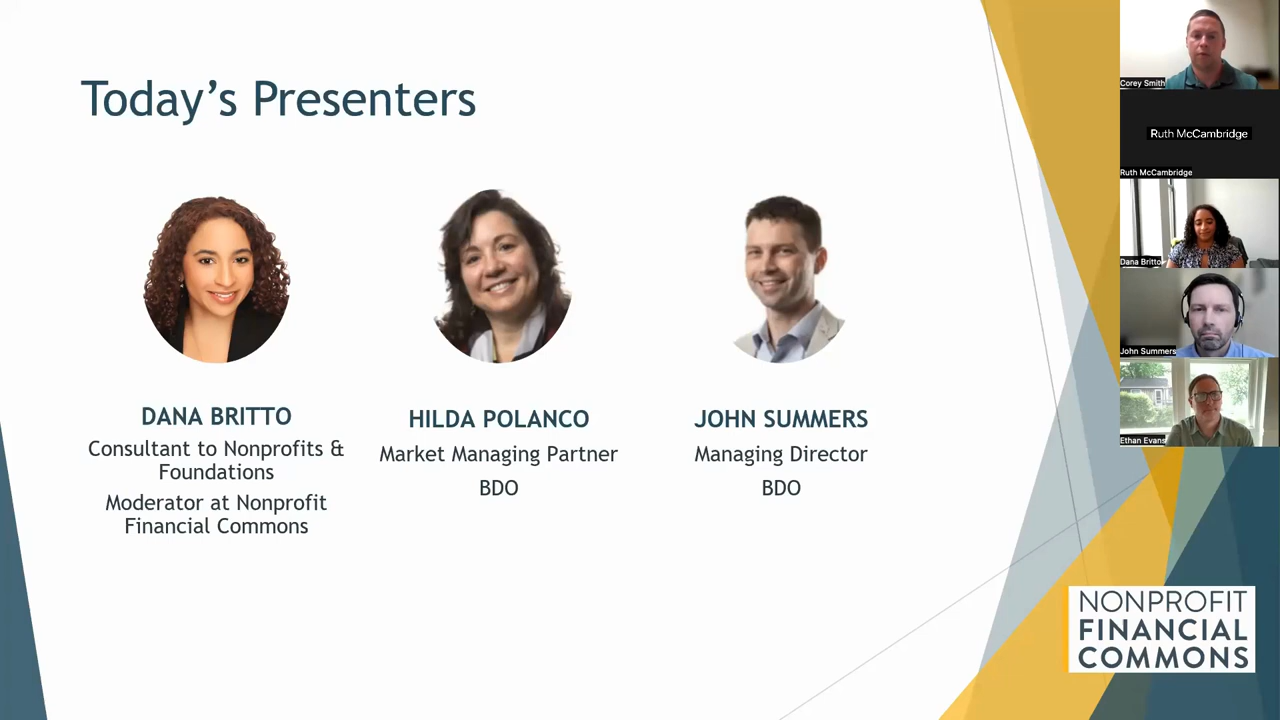 Today's Presenters
DANA BRITTO
Consultant to Nonprofits &
Foundations
Moderator at Nonprofit
Financial Commons
HILDA POLANCO
Market Managing Partner
BDO
JOHN SUMMERS
Managing Director
BDO
Corey Smith
Ruth McCambridge
Ruth McCambridge
Dana Britto
John Summers
Ethan Evans
NONPROFIT
FINANCIAL
COMMONS